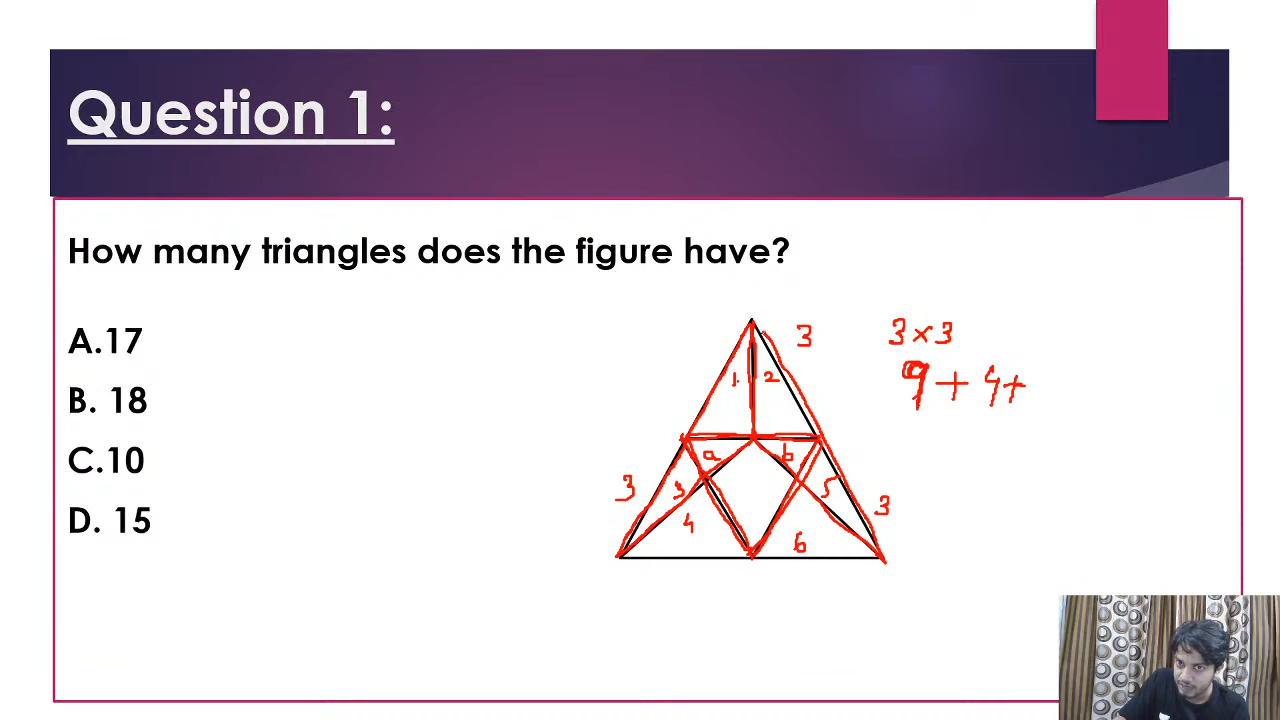 Question 1:
How many triangles does the figure have?
A.17
B. 18
C.10
D. 15
3
3×3
1
2
9+4+
a
b
3
3
5
3
4
6